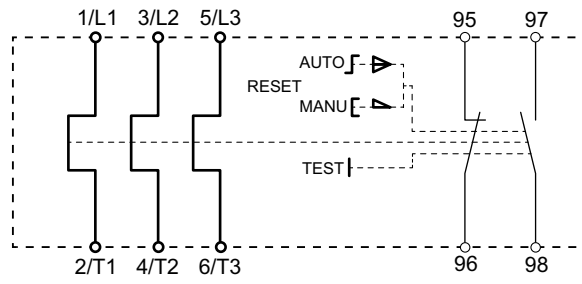 1/L1 3/L2 5/L3 95 97
AUTO
RESET
MANU
TEST
2/T1 4/T2 6/T3 96 98